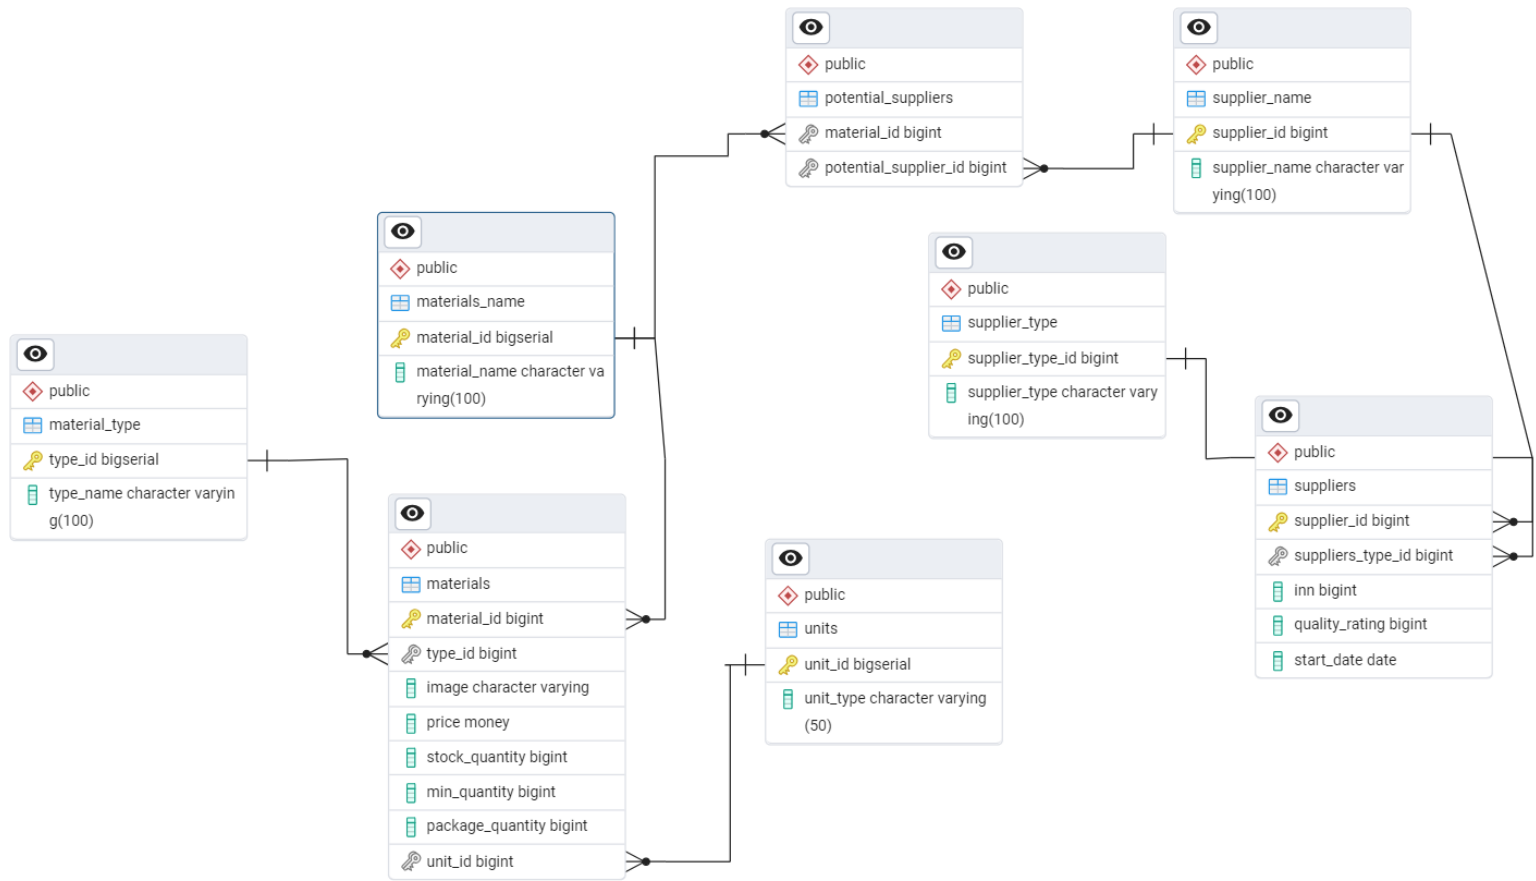 public
potential_suppliers
material_id bigint
potential_supplier_id bigint
public
supplier_name
supplier_id bigint
supplier_name character var
ying(100)
public
materials_name
material_id bigserial
material_name character va
rying(100)
public
supplier_type
supplier_type_id bigint
supplier_type character vary
ing(100)
public
material_type
type_id bigserial
type_name character varyin
g(100)
public
suppliers
supplier_id bigint
suppliers_type_id bigint
inn bigint
quality_rating bigint
start_date date
public
materials
material_id bigint
type_id bigint
image character varying
price money
stock_quantity bigint
min_quantity bigint
package_quantity bigint
unit_id bigint
public
units
unit_id bigserial
unit_type character varying
(50)